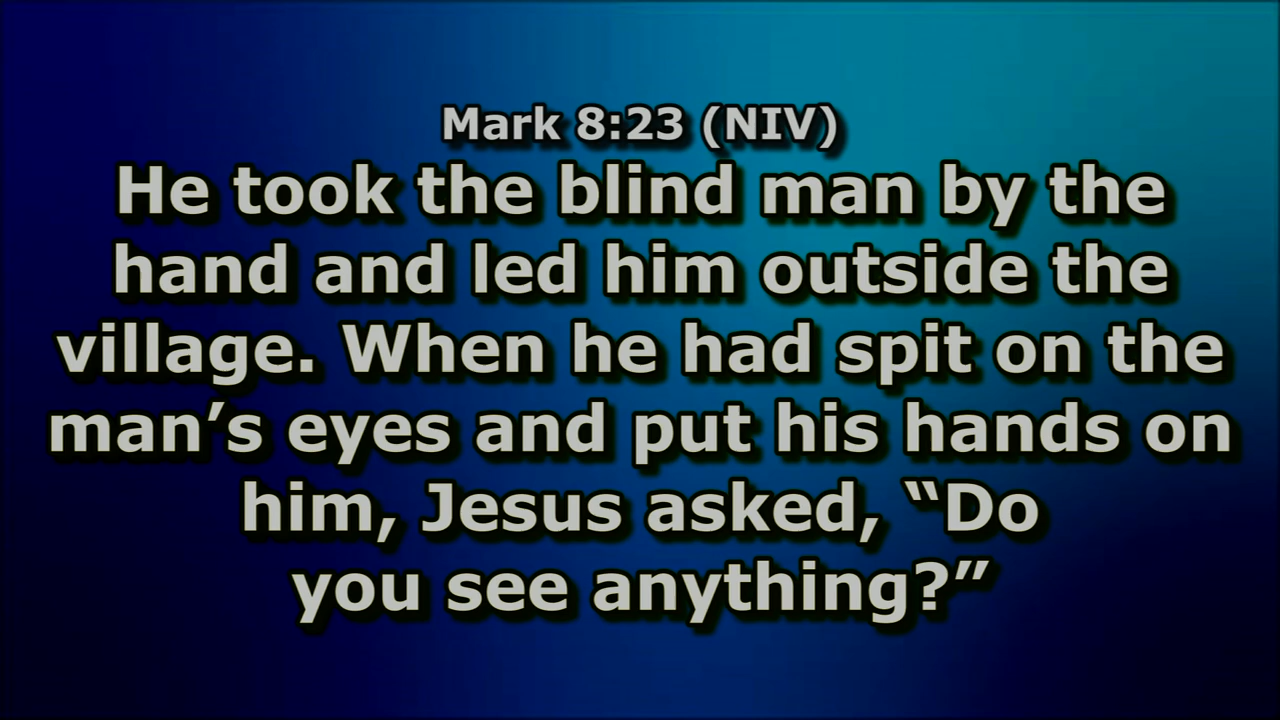 Mark 8:23 (NIV)
He took the blind man by the
hand and led him outside the
village. When he had spit on the
man’s eyes and put his hands on
him, Jesus asked, “Do
you see anything?”